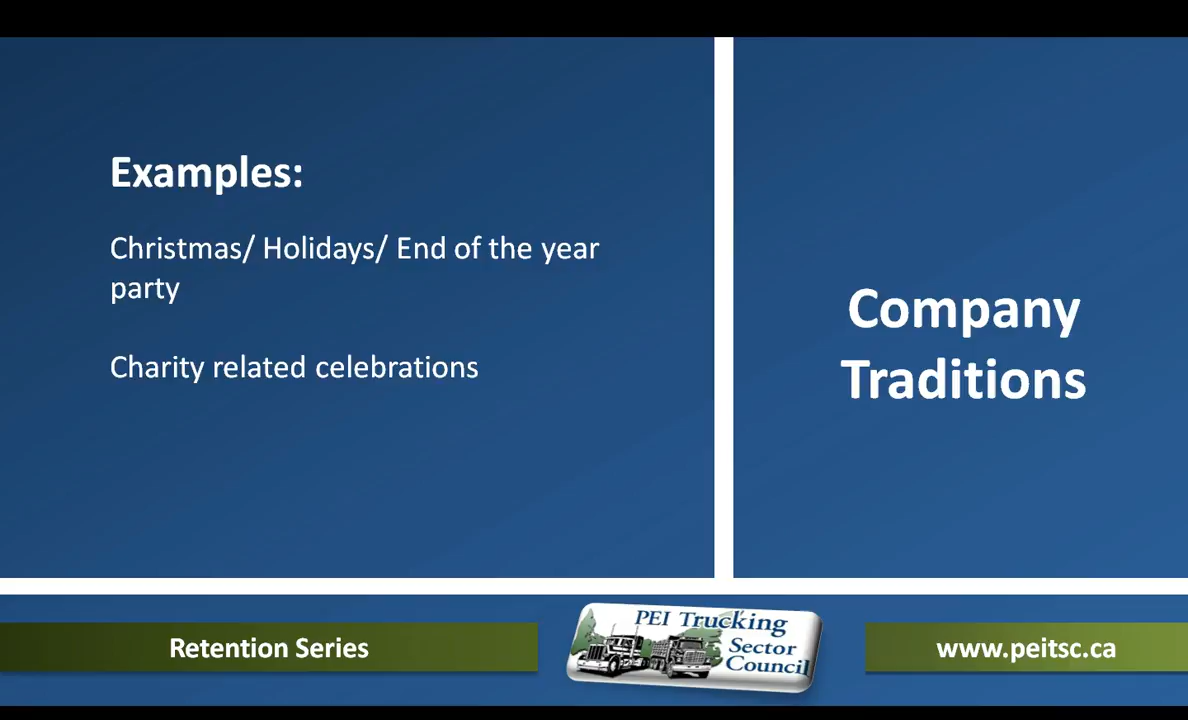 Examples:
Christmas/ Holidays/ End of the year
party
Charity related celebrations
Company
Traditions
Retention Series
PEI Trucking
Sector
Council
www.peitsc.ca